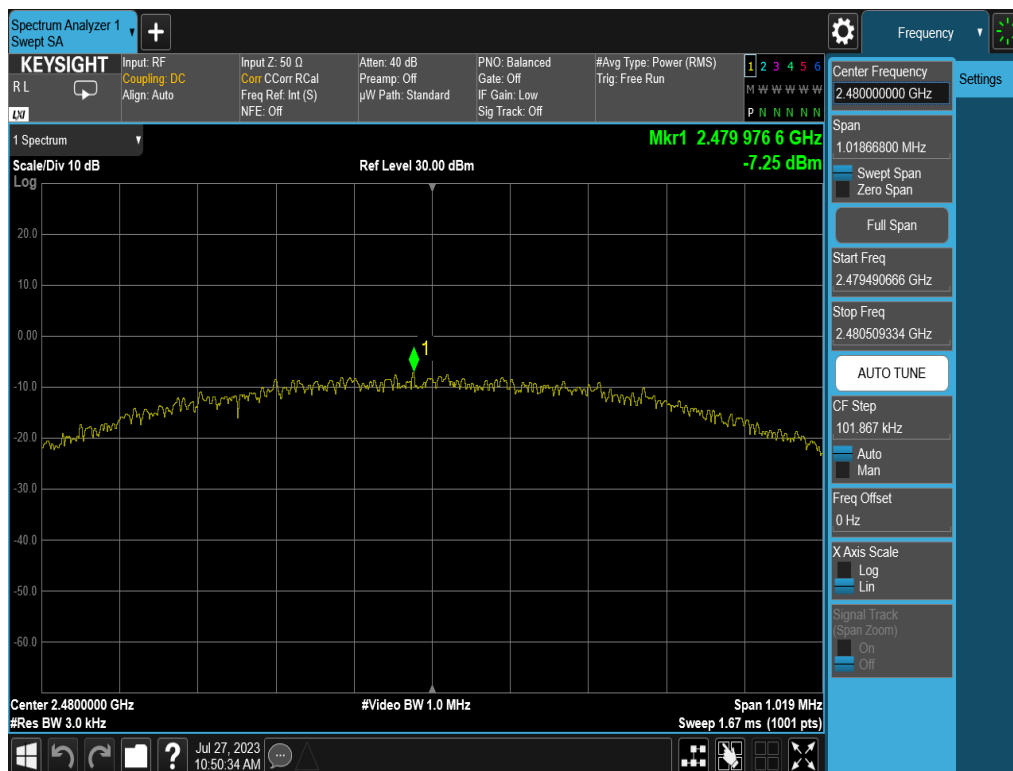 Spectrum Analyzer 1
Swept SA
+
Frequency
KEYSIGHT
R L
LXI
Input: RF
Coupling: DC
Align: Auto
Input Z: 50 Ω
Corr CCorr RCal
Freq Ref: Int (S)
NFE: Off
Atten: 40 dB
Preamp: Off
µW Path: Standard
PNO: Balanced
Gate: Off
IF Gain: Low
Sig Track: Off
#Avg Type: Power (RMS)
Trig: Free Run
1 2 3 4 5 6
M W W W W W
P N N N N N
1 Spectrum
Mkr1 2.479 976 6 GHz
Scale/Div 10 dB
Ref Level 30.00 dBm
-7.25 dBm
Log
20.0
10.0
0.00
-10.0
-20.0
-30.0
-40.0
-50.0
-60.0
1
Center 2.4800000 GHz
#Video BW 1.0 MHz
Span 1.019 MHz
#Res BW 3.0 kHz
Sweep 1.67 ms (1001 pts)
Center Frequency
2.480000000 GHz
Settings
Span
1.01866800 MHz
Swept Span
Zero Span
Full Span
Start Freq
2.479490666 GHz
Stop Freq
2.480509334 GHz
AUTO TUNE
CF Step
101.867 kHz
Auto
Man
Freq Offset
0 Hz
X Axis Scale
Log
Lin
Signal Track
(Span Zoom)
On
Off
?
Jul 27, 2023
10:50:34 AM